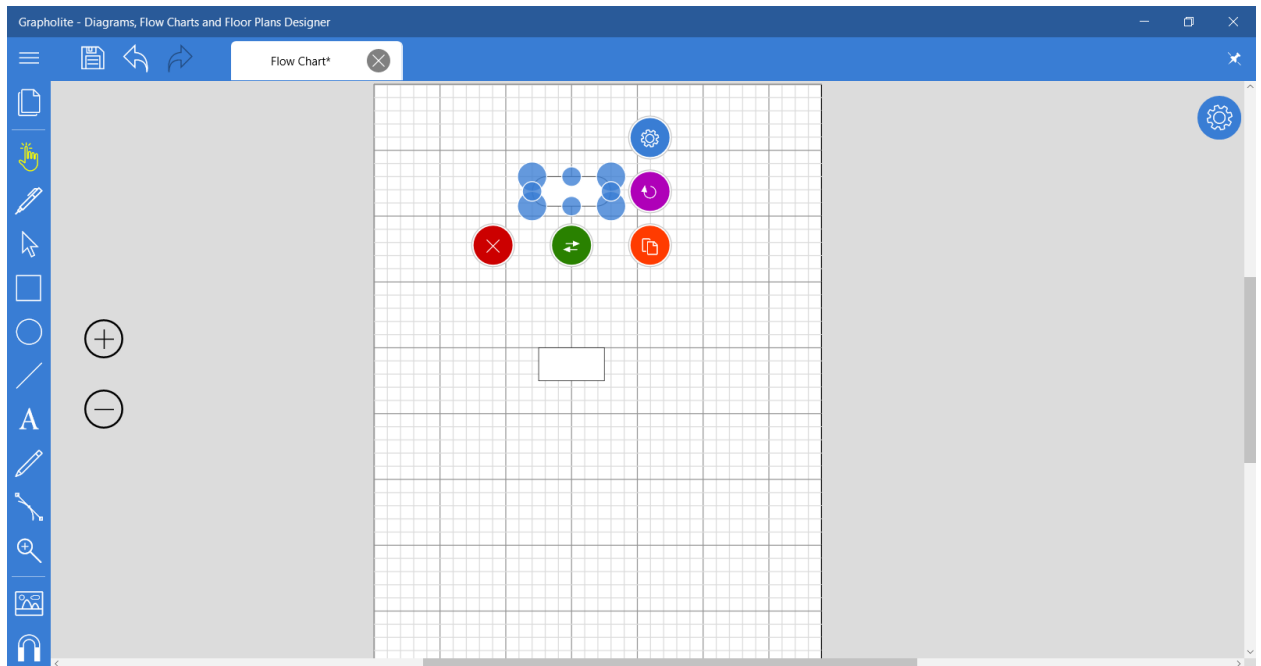 Grapholite - Diagrams, Flow Charts and Floor Plans Designer
Flow Chart*
A